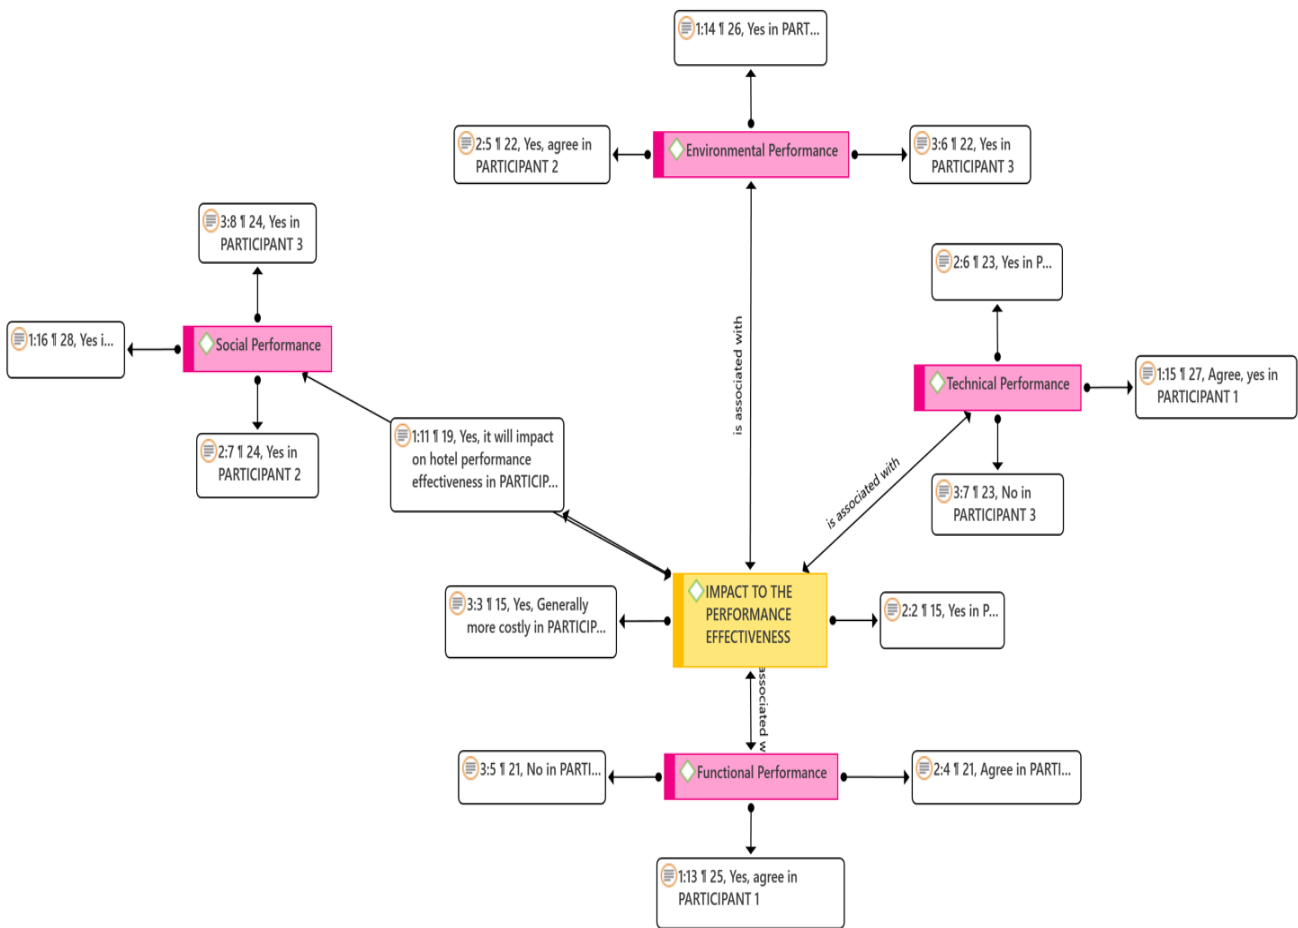 1:14 ¶ 26, Yes in PART...
2:5 ¶ 22, Yes, agree in
PARTICIPANT 2
Environmental Performance
3:6 ¶ 22, Yes in
PARTICIPANT 3
3:8 ¶ 24, Yes in
PARTICIPANT 3
2:6 ¶ 23, Yes in P...
1:16 ¶ 28, Yes i...
Social Performance
is associated with
Technical Performance
1:15 ¶ 27, Agree, yes in
PARTICIPANT 1
2:7 ¶ 24, Yes in
PARTICIPANT 2
1:11 ¶ 19, Yes, it will impact
on hotel performance
effectiveness in PARTICIP...
is associated with
3:7 ¶ 23, No in
PARTICIPANT 3
3:3 ¶ 15, Yes, Generally
more costly in PARTICIP...
IMPACT TO THE
PERFORMANCE
EFFECTIVENESS
2:2 ¶ 15, Yes in P...
associated w
3:5 ¶ 21, No in PARTI...
Functional Performance
2:4 ¶ 21, Agree in PARTI...
1:13 ¶ 25, Yes, agree in
PARTICIPANT 1